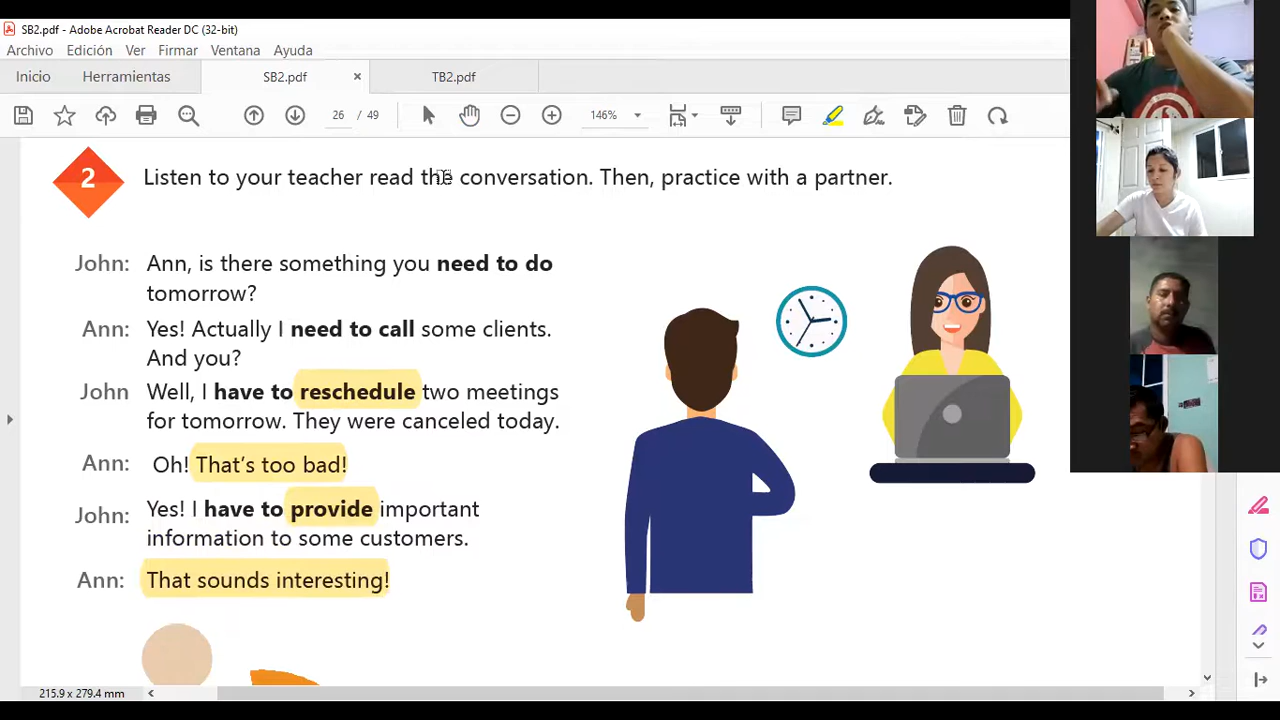 SB2.pdf - Adobe Acrobat Reader DC (32-bit)
Archivo Edición Ver Firmar Ventana Ayuda
Inicio Herramientas SB2.pdf × TB2.pdf
26 / 49 146%
2 Listen to your teacher read the conversation. Then, practice with a partner.
John: Ann, is there something you need to do
tomorrow?
Ann: Yes! Actually I need to call some clients.
And you?
John Well, I have to reschedule two meetings
for tomorrow. They were canceled today.
Ann: Oh! That's too bad!
John: Yes! I have to provide important
information to some customers.
Ann: That sounds interesting!
215.9 x 279.4 mm